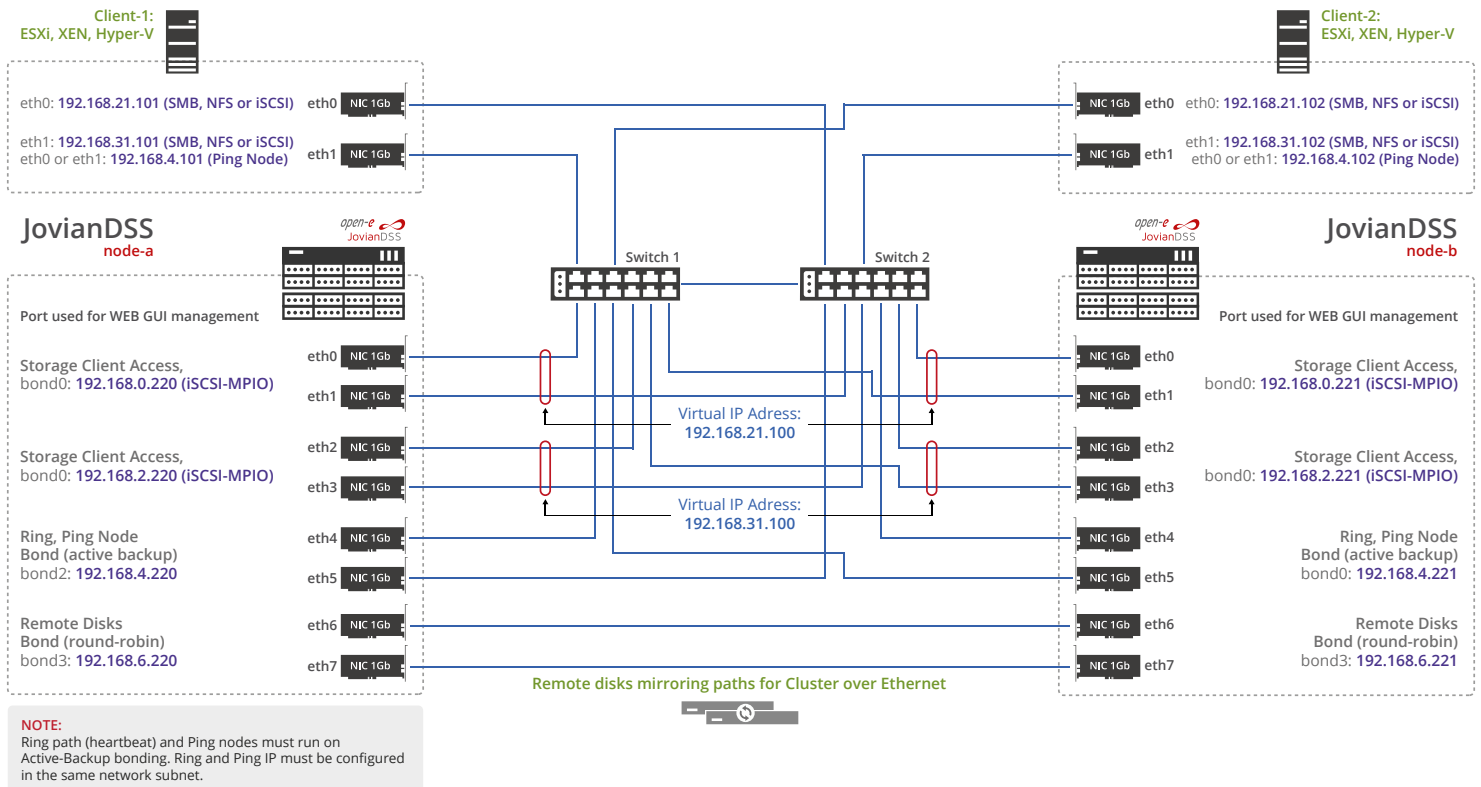 Client-1:
ESXi, XEN, Hyper-V
eth0: 192.168.21.101 (SMB, NFS or iSCSI)
eth0
NIC 1Gb
eth1: 192.168.31.101 (SMB, NFS or iSCSI)
eth0 or eth1: 192.168.4.101 (Ping Node)
eth1
NIC 1Gb
Client-2:
ESXi, XEN, Hyper-V
NIC 1Gb
eth0
eth0: 192.168.21.102 (SMB, NFS or iSCSI)
NIC 1Gb
eth1
eth1: 192.168.31.102 (SMB, NFS or iSCSI)
eth0 or eth1: 192.168.4.102 (Ping Node)
JovianDSS
node-a
open-e
JovianDSS
Port used for WEB GUI management
Storage Client Access,
bond0: 192.168.0.220 (iSCSI-MPIO)
eth0
NIC 1Gb
eth1
NIC 1Gb
Storage Client Access,
bond0: 192.168.2.220 (iSCSI-MPIO)
eth2
NIC 1Gb
eth3
NIC 1Gb
Ring, Ping Node
Bond (active backup)
bond2: 192.168.4.220
eth4
NIC 1Gb
eth5
NIC 1Gb
Remote Disks
Bond (round-robin)
bond3: 192.168.6.220
eth6
NIC 1Gb
eth7
NIC 1Gb
Switch 1
Switch 2
Virtual IP Adress:
192.168.21.100
Virtual IP Adress:
192.168.31.100
Remote disks mirroring paths for Cluster over Ethernet
open-e
JovianDSS
JovianDSS
node-b
Port used for WEB GUI management
NIC 1Gb
eth0
NIC 1Gb
eth1
Storage Client Access,
bond0: 192.168.0.221 (iSCSI-MPIO)
NIC 1Gb
eth2
NIC 1Gb
eth3
Storage Client Access,
bond0: 192.168.2.221 (iSCSI-MPIO)
NIC 1Gb
eth4
NIC 1Gb
eth5
Ring, Ping Node
Bond (active backup)
bond0: 192.168.4.221
NIC 1Gb
eth6
NIC 1Gb
eth7
Remote Disks
Bond (round-robin)
bond3: 192.168.6.221
NOTE:
Ring path (heartbeat) and Ping nodes must run on
Active-Backup bonding. Ring and Ping IP must be configured
in the same network subnet.